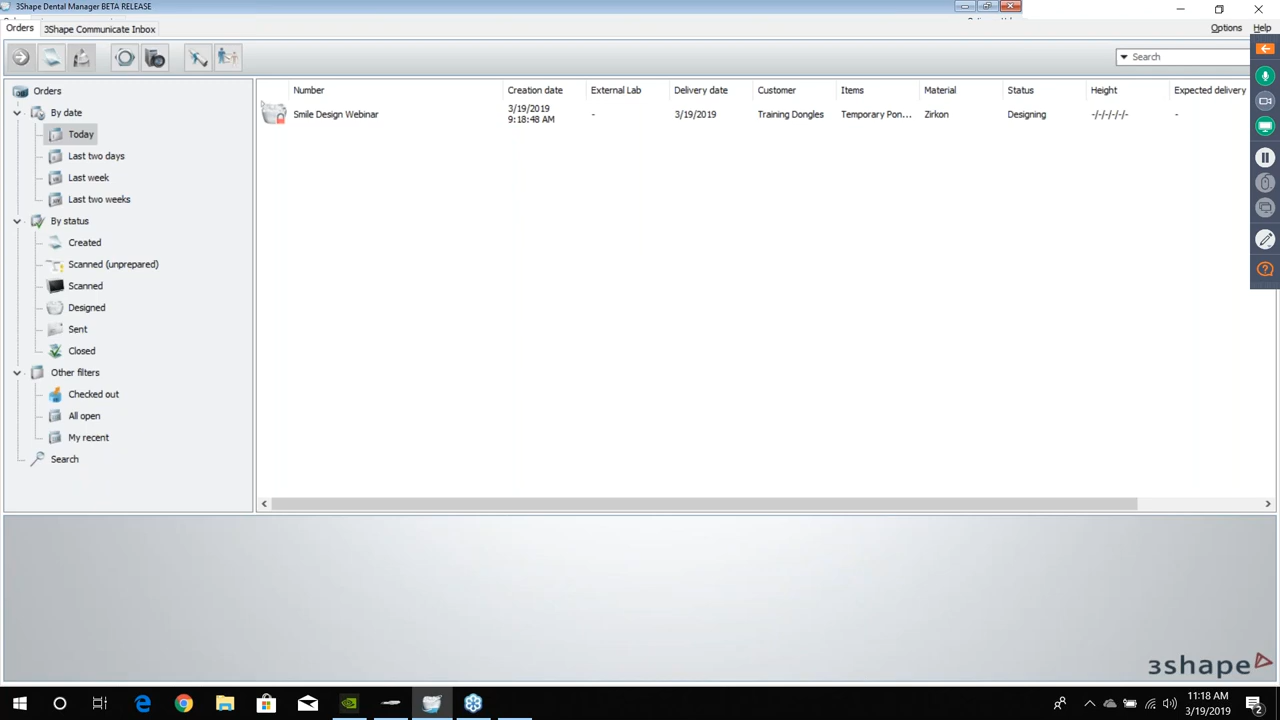 3Shape Dental Manager BETA RELEASE
Orders 3Shape Communicate Inbox
Options Help
Search
Orders
By date
Today
Last two days
Last week
Last two weeks
By status
Created
Scanned (unprepared)
Scanned
Designed
Sent
Closed
Other filters
Checked out
All open
My recent
Search
Number Creation date External Lab Delivery date Customer Items Material Status Height Expected delivery
Smile Design Webinar 3/19/2019 9:18:48 AM - 3/19/2019 Training Dongles Temporary Pon... Zirkon Designing -/-/-/-/- -
3shape
11:18 AM
3/19/2019
2